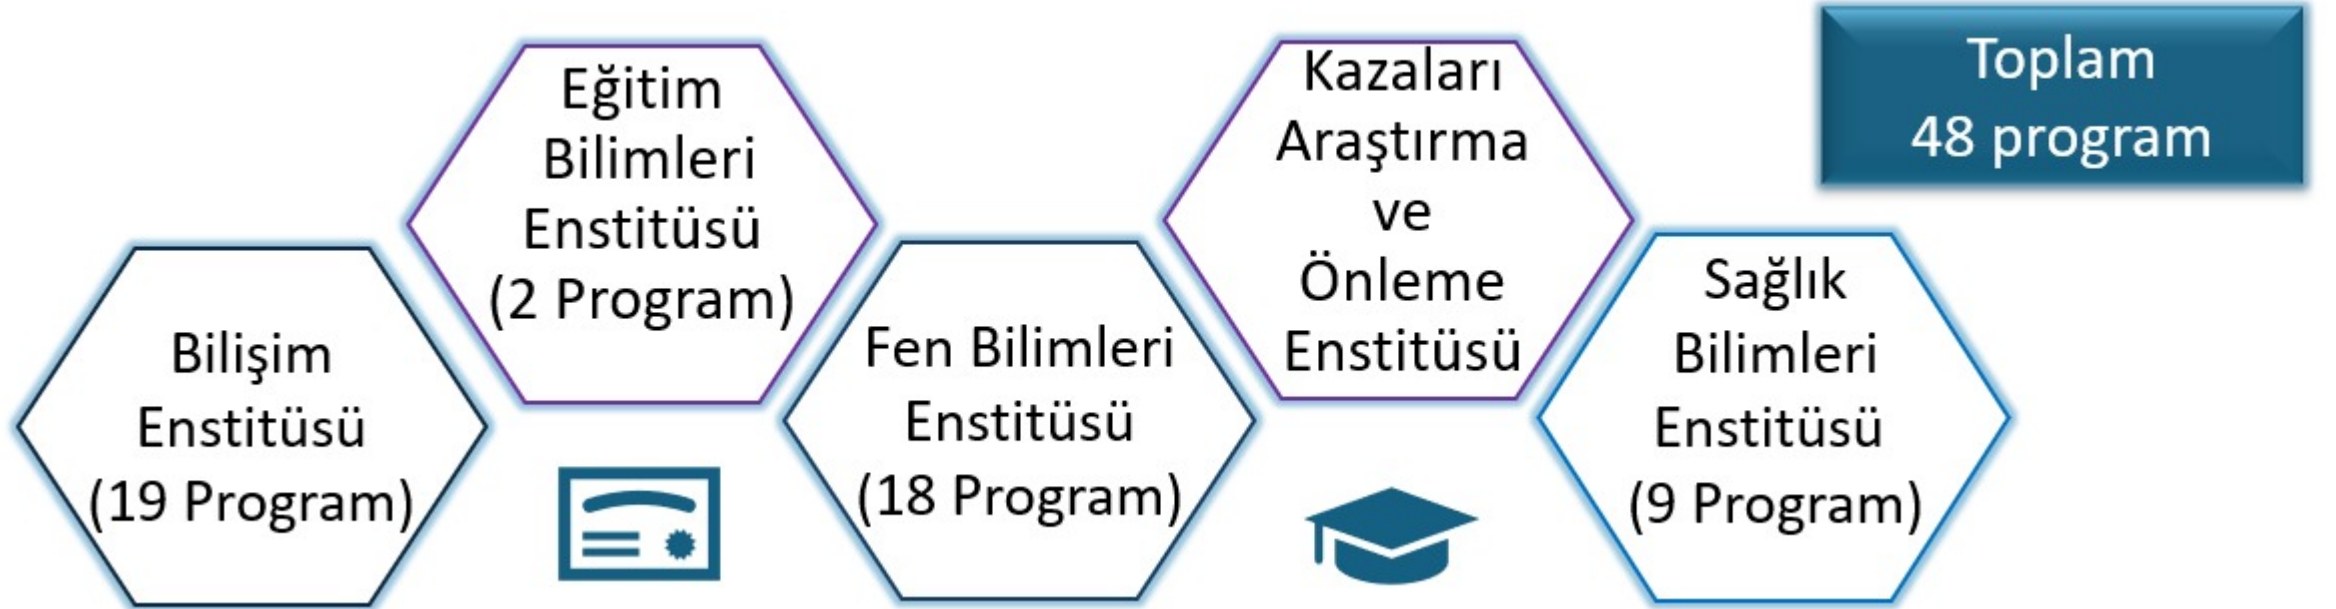 Bilişim
Enstitüsü
(19 Program)
Eğitim
Bilimleri
Enstitüsü
(2 Program)
Fen Bilimleri
Enstitüsü
(18 Program)
Kazaları
Araştırma
ve
Önleme
Enstitüsü
Sağlık
Bilimleri
Enstitüsü
(9 Program)
Toplam
48 program